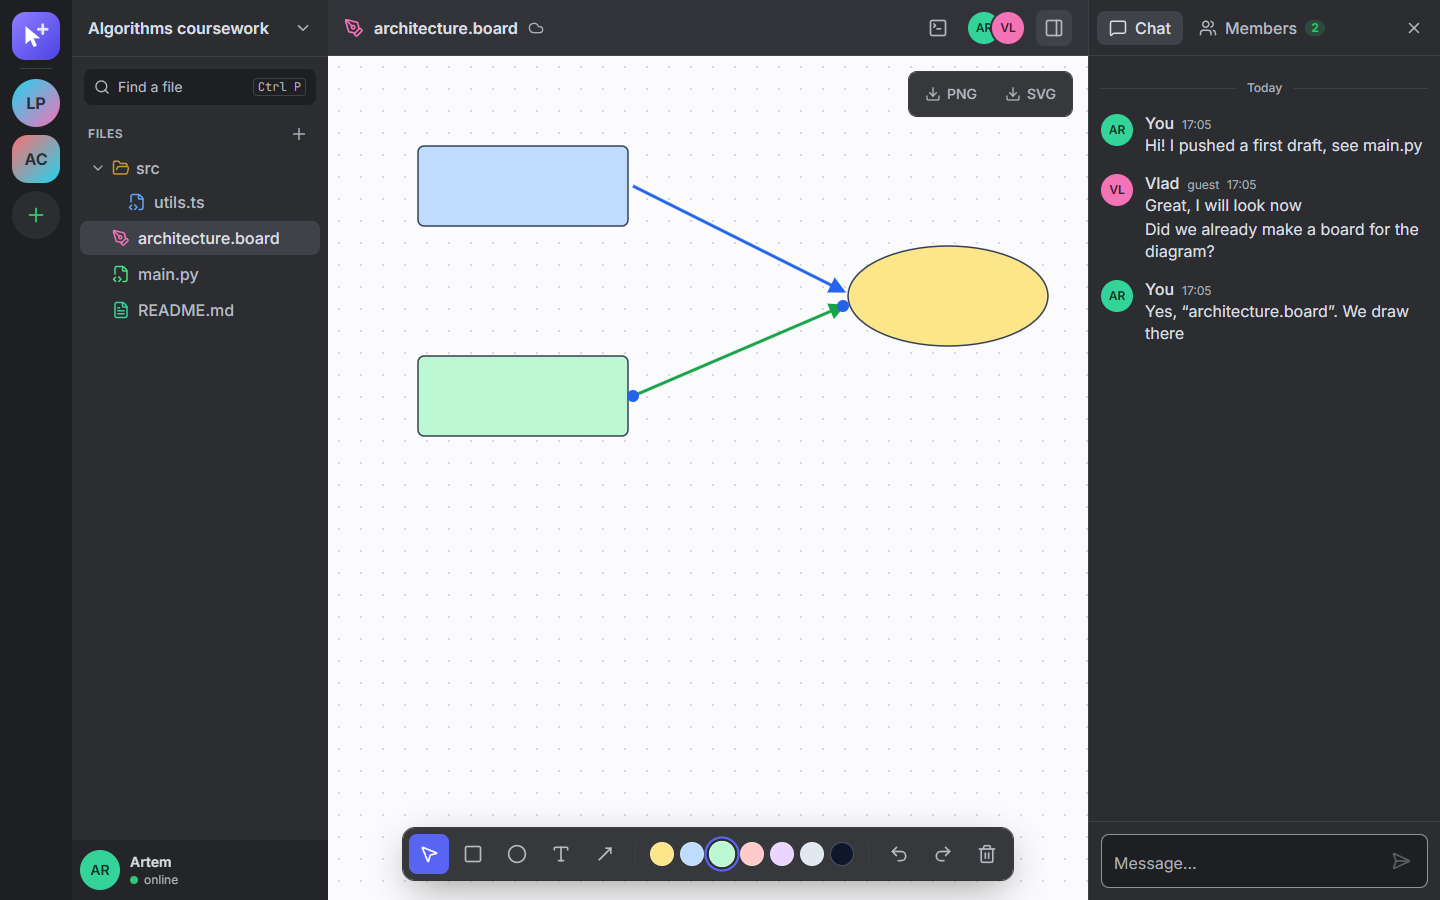 LP
AC
Algorithms coursework
Find a file
Ctrl P
FILES
src
utils.ts
architecture.board
main.py
README.md
AR
Artem
online
architecture.board
AR
VL
PNG
SVG
Chat
Members
2
Today
AR
You 17:05
Hi! I pushed a first draft, see main.py
VL
Vlad guest 17:05
Great, I will look now
Did we already make a board for the
diagram?
AR
You 17:05
Yes, “architecture.board”. We draw
there
Message...